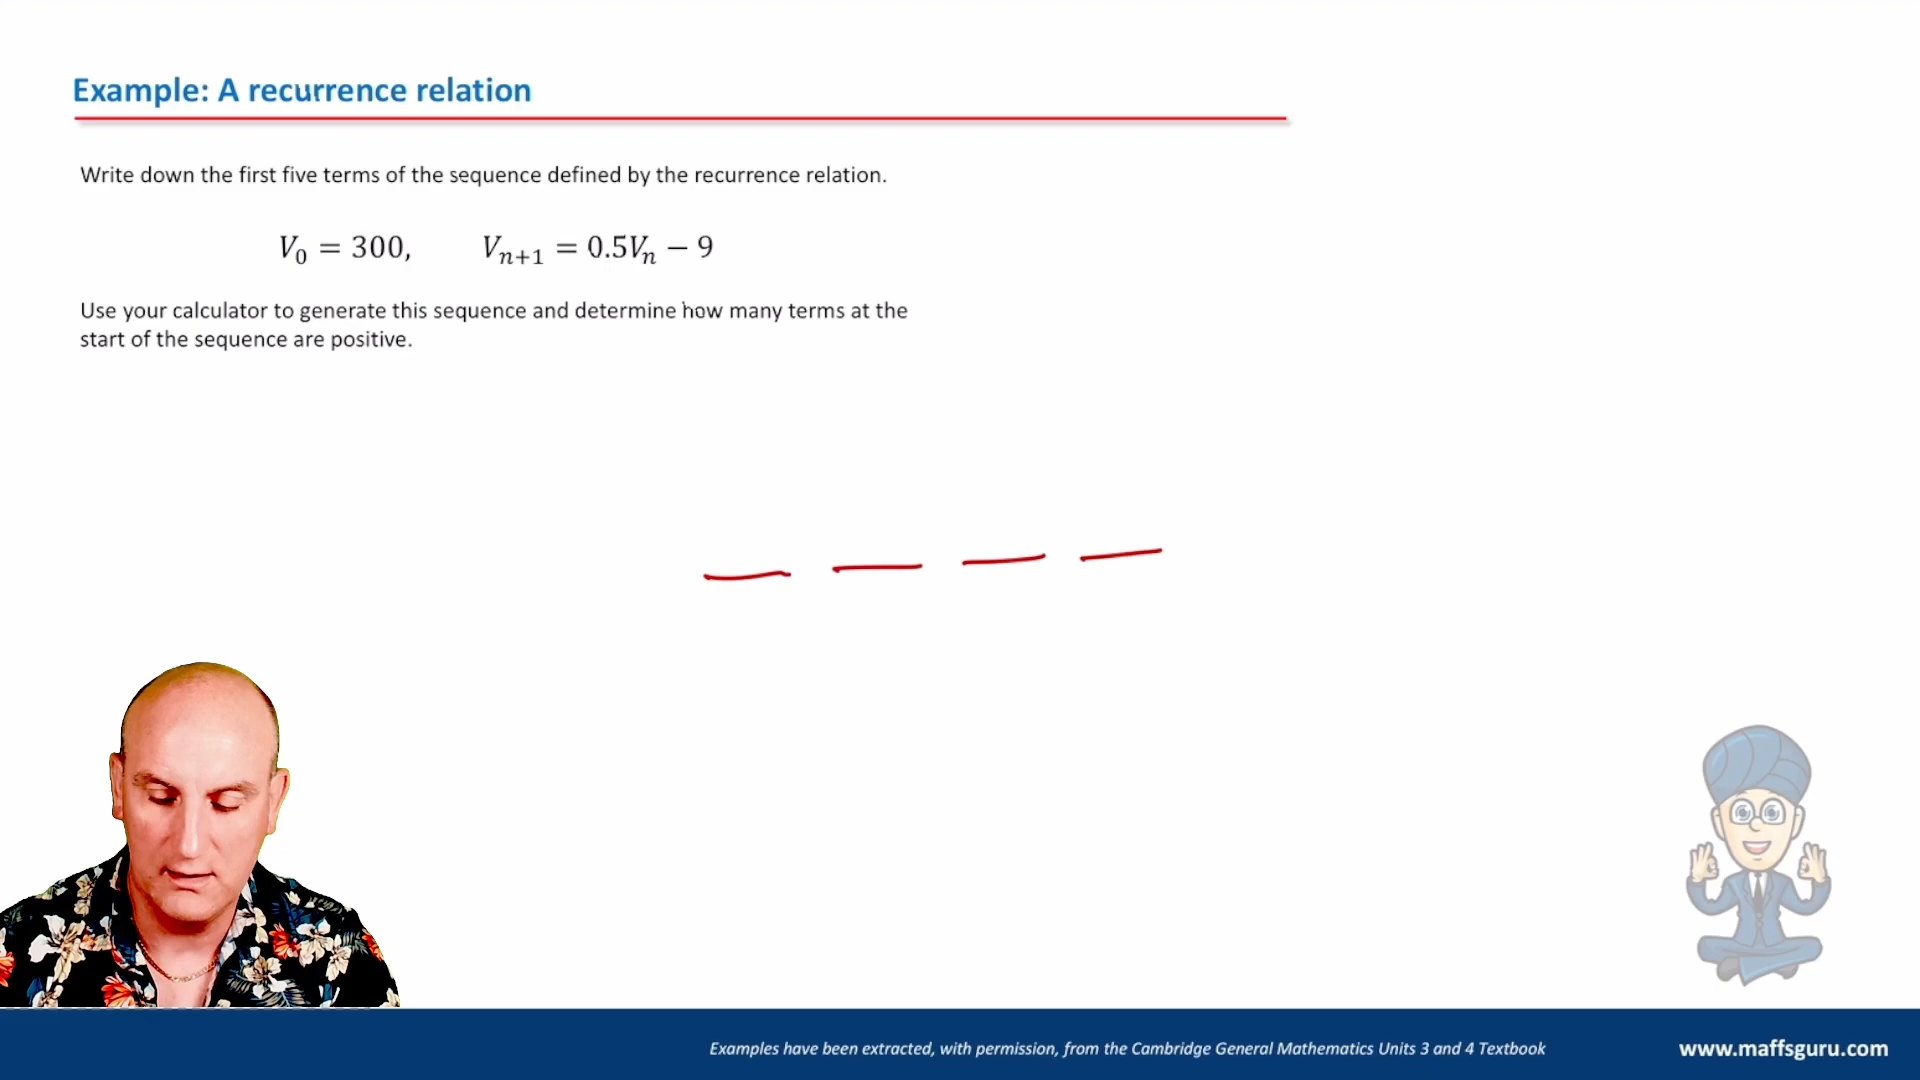 Example: A recurrence relation
Write down the first five terms of the sequence defined by the recurrence relation.
V₀ = 300, Vₙ₊₁ = 0.5Vₙ − 9
Use your calculator to generate this sequence and determine how many terms at the
start of the sequence are positive.
Examples have been extracted, with permission, from the Cambridge General Mathematics Units 3 and 4 Textbook
www.maffsguru.com